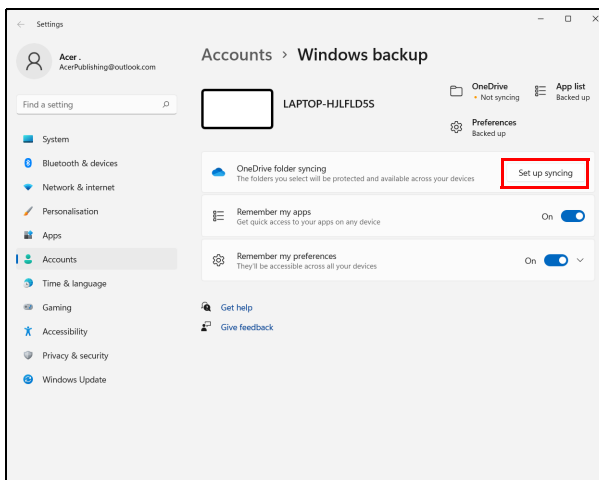 Settings
Acer .
AcerPublishing@outlook.com
Find a setting
System
Bluetooth & devices
Network & internet
Personalisation
Apps
Accounts
Time & language
Gaming
Accessibility
Privacy & security
Windows Update
Accounts > Windows backup
LAPTOP-HJLFLD5S
OneDrive
• Not syncing
App list
Backed up
Preferences
Backed up
OneDrive folder syncing
The folders you select will be protected and available across your devices
Set up syncing
Remember my apps
Get quick access to your apps on any device
On
Remember my preferences
They'll be accessible across all your devices
On
Get help
Give feedback